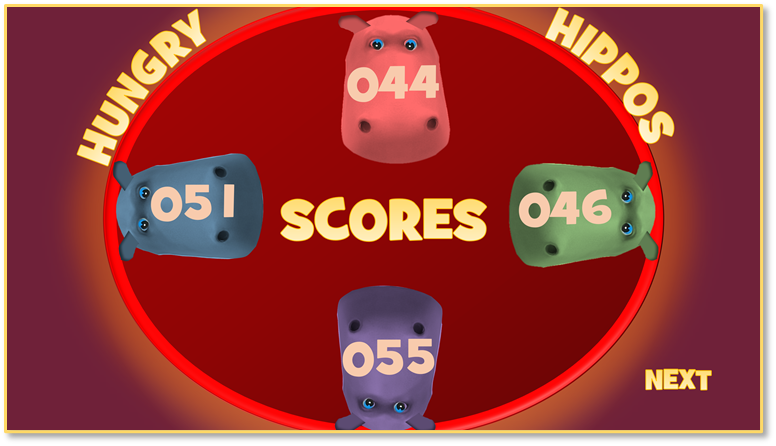 HUNGRY
HIPPOS
044
051
SCORES
046
055
NEXT